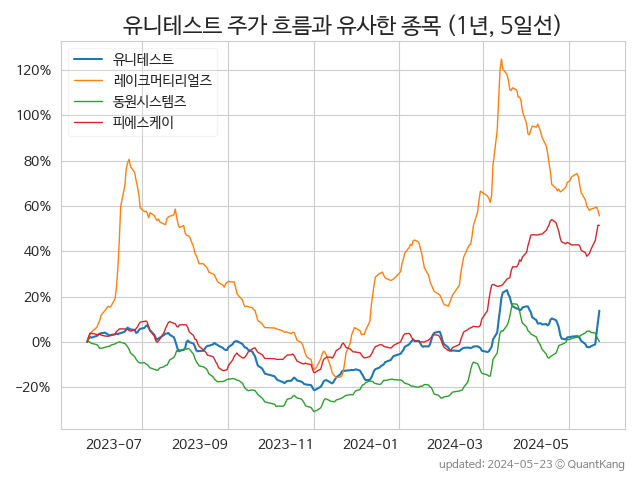 유니테스트 주가 흐름과 유사한 종목 (1년, 5일선)
유니테스트
레이크머티리얼즈
동원시스템즈
피에스케이
120%
100%
80%
60%
40%
20%
0%
−20%
2023-07 2023-09 2023-11 2024-01 2024-03 2024-05
updated: 2024-05-23 © QuantKang